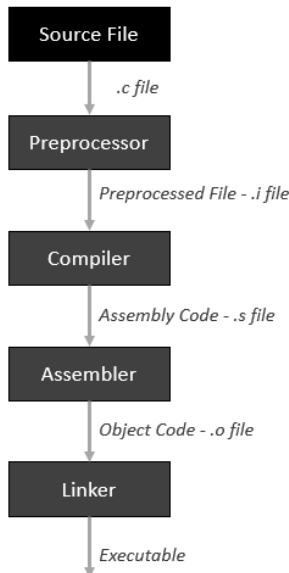 Source File
.c file
Preprocessor
Preprocessed File - .i file
Compiler
Assembly Code - .s file
Assembler
Object Code - .o file
Linker
Executable